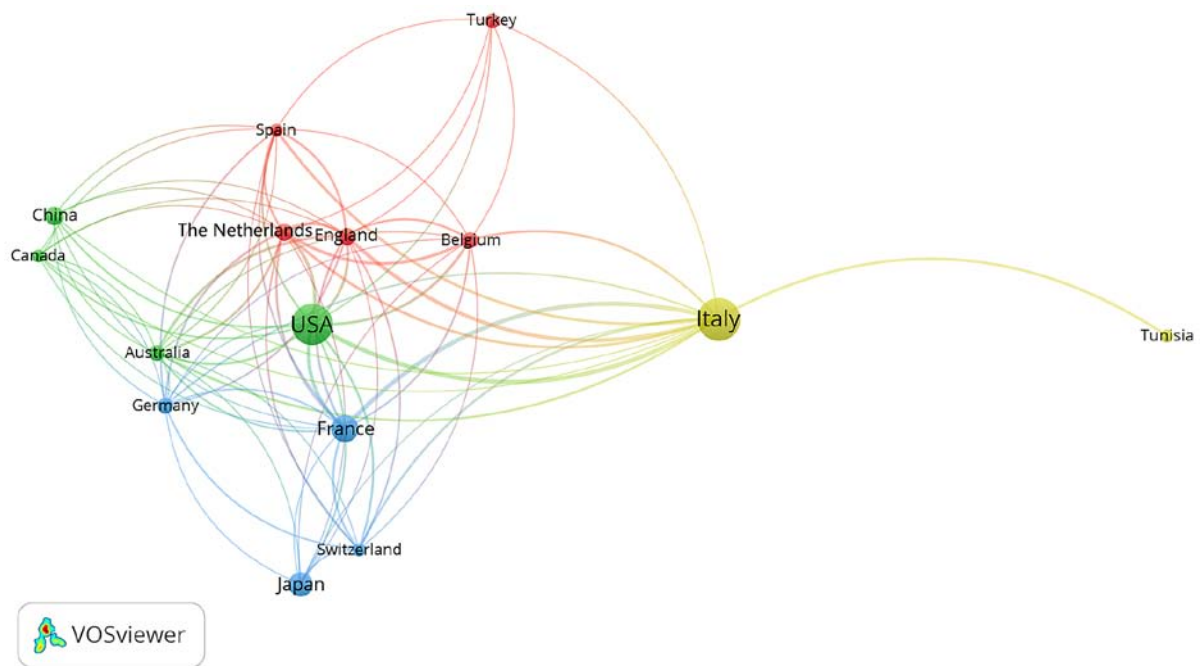 Turkey
Spain
China
The Netherlands
England
Belgium
Canada
USA
Italy
Tunisia
Australia
Germany
France
Switzerland
Japan
VOSviewer